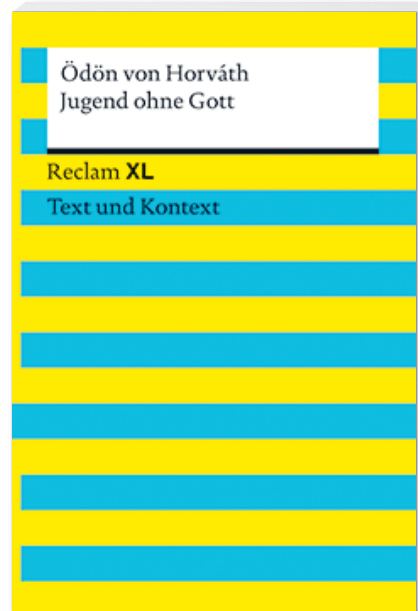 Ödön von Horváth
Jugend ohne Gott
Reclam XL
Text und Kontext